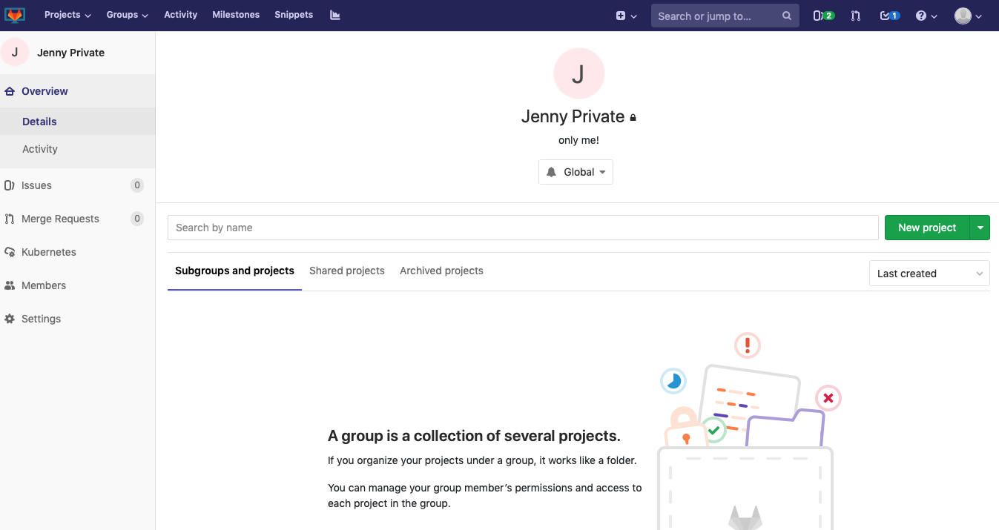 Projects Groups Activity Milestones Snippets Search or jump to... 2 1
J Jenny Private
Overview
Details
Activity
Issues 0
Merge Requests 0
Kubernetes
Members
Settings
J
Jenny Private
only me!
Global
Search by name New project
Subgroups and projects Shared projects Archived projects Last created
A group is a collection of several projects.
If you organize your projects under a group, it works like a folder.
You can manage your group member's permissions and access to
each project in the group.